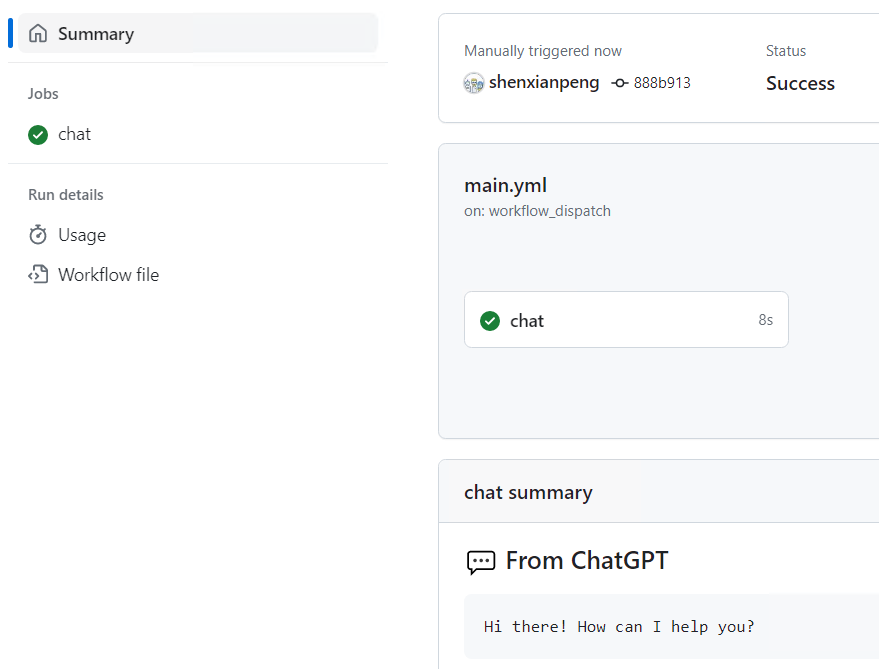 Summary
Jobs
chat
Run details
Usage
Workflow file
Manually triggered now
shenxianpeng 888b913
Status
Success
main.yml
on: workflow_dispatch
chat 8s
chat summary
From ChatGPT
Hi there! How can I help you?